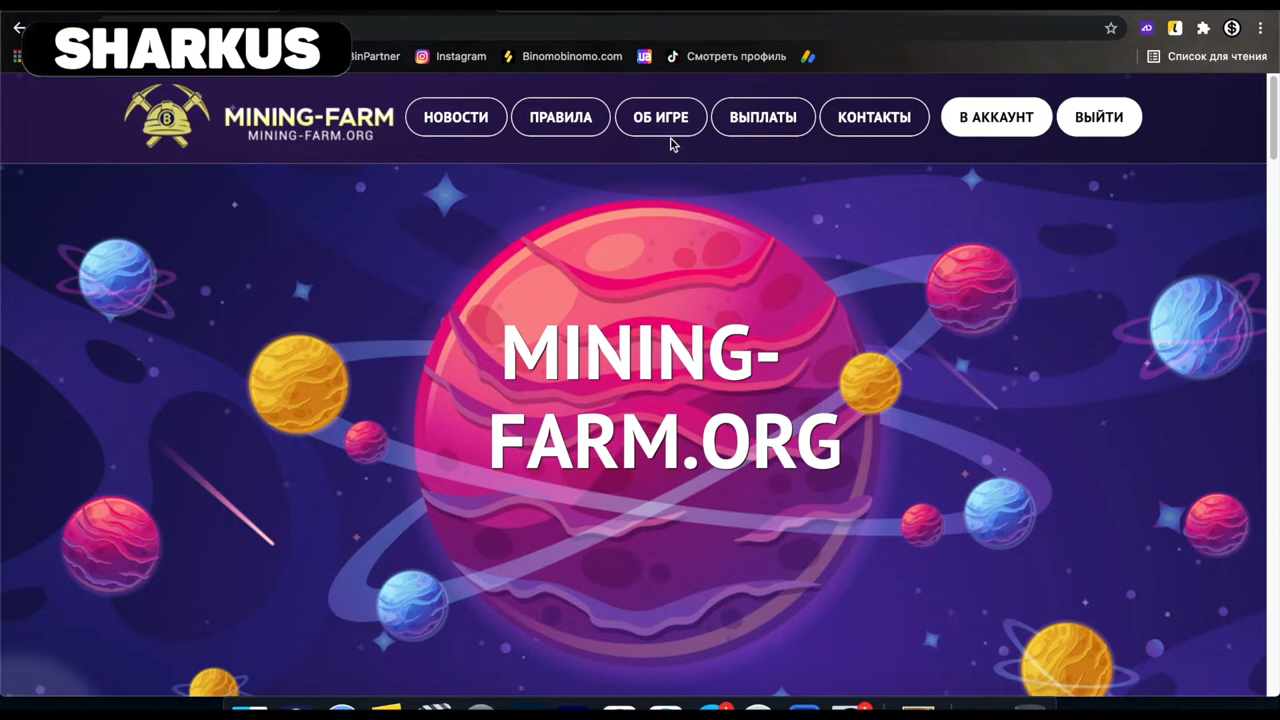 SHARKUS
BinPartner
Instagram
Binomobinomo.com
Смотреть профиль
Список для чтения
MINING-FARM
MINING-FARM.ORG
НОВОСТИ
ПРАВИЛА
ОБ ИГРЕ
ВЫПЛАТЫ
КОНТАКТЫ
В АККАУНТ
ВЫЙТИ
MINING-
FARM.ORG